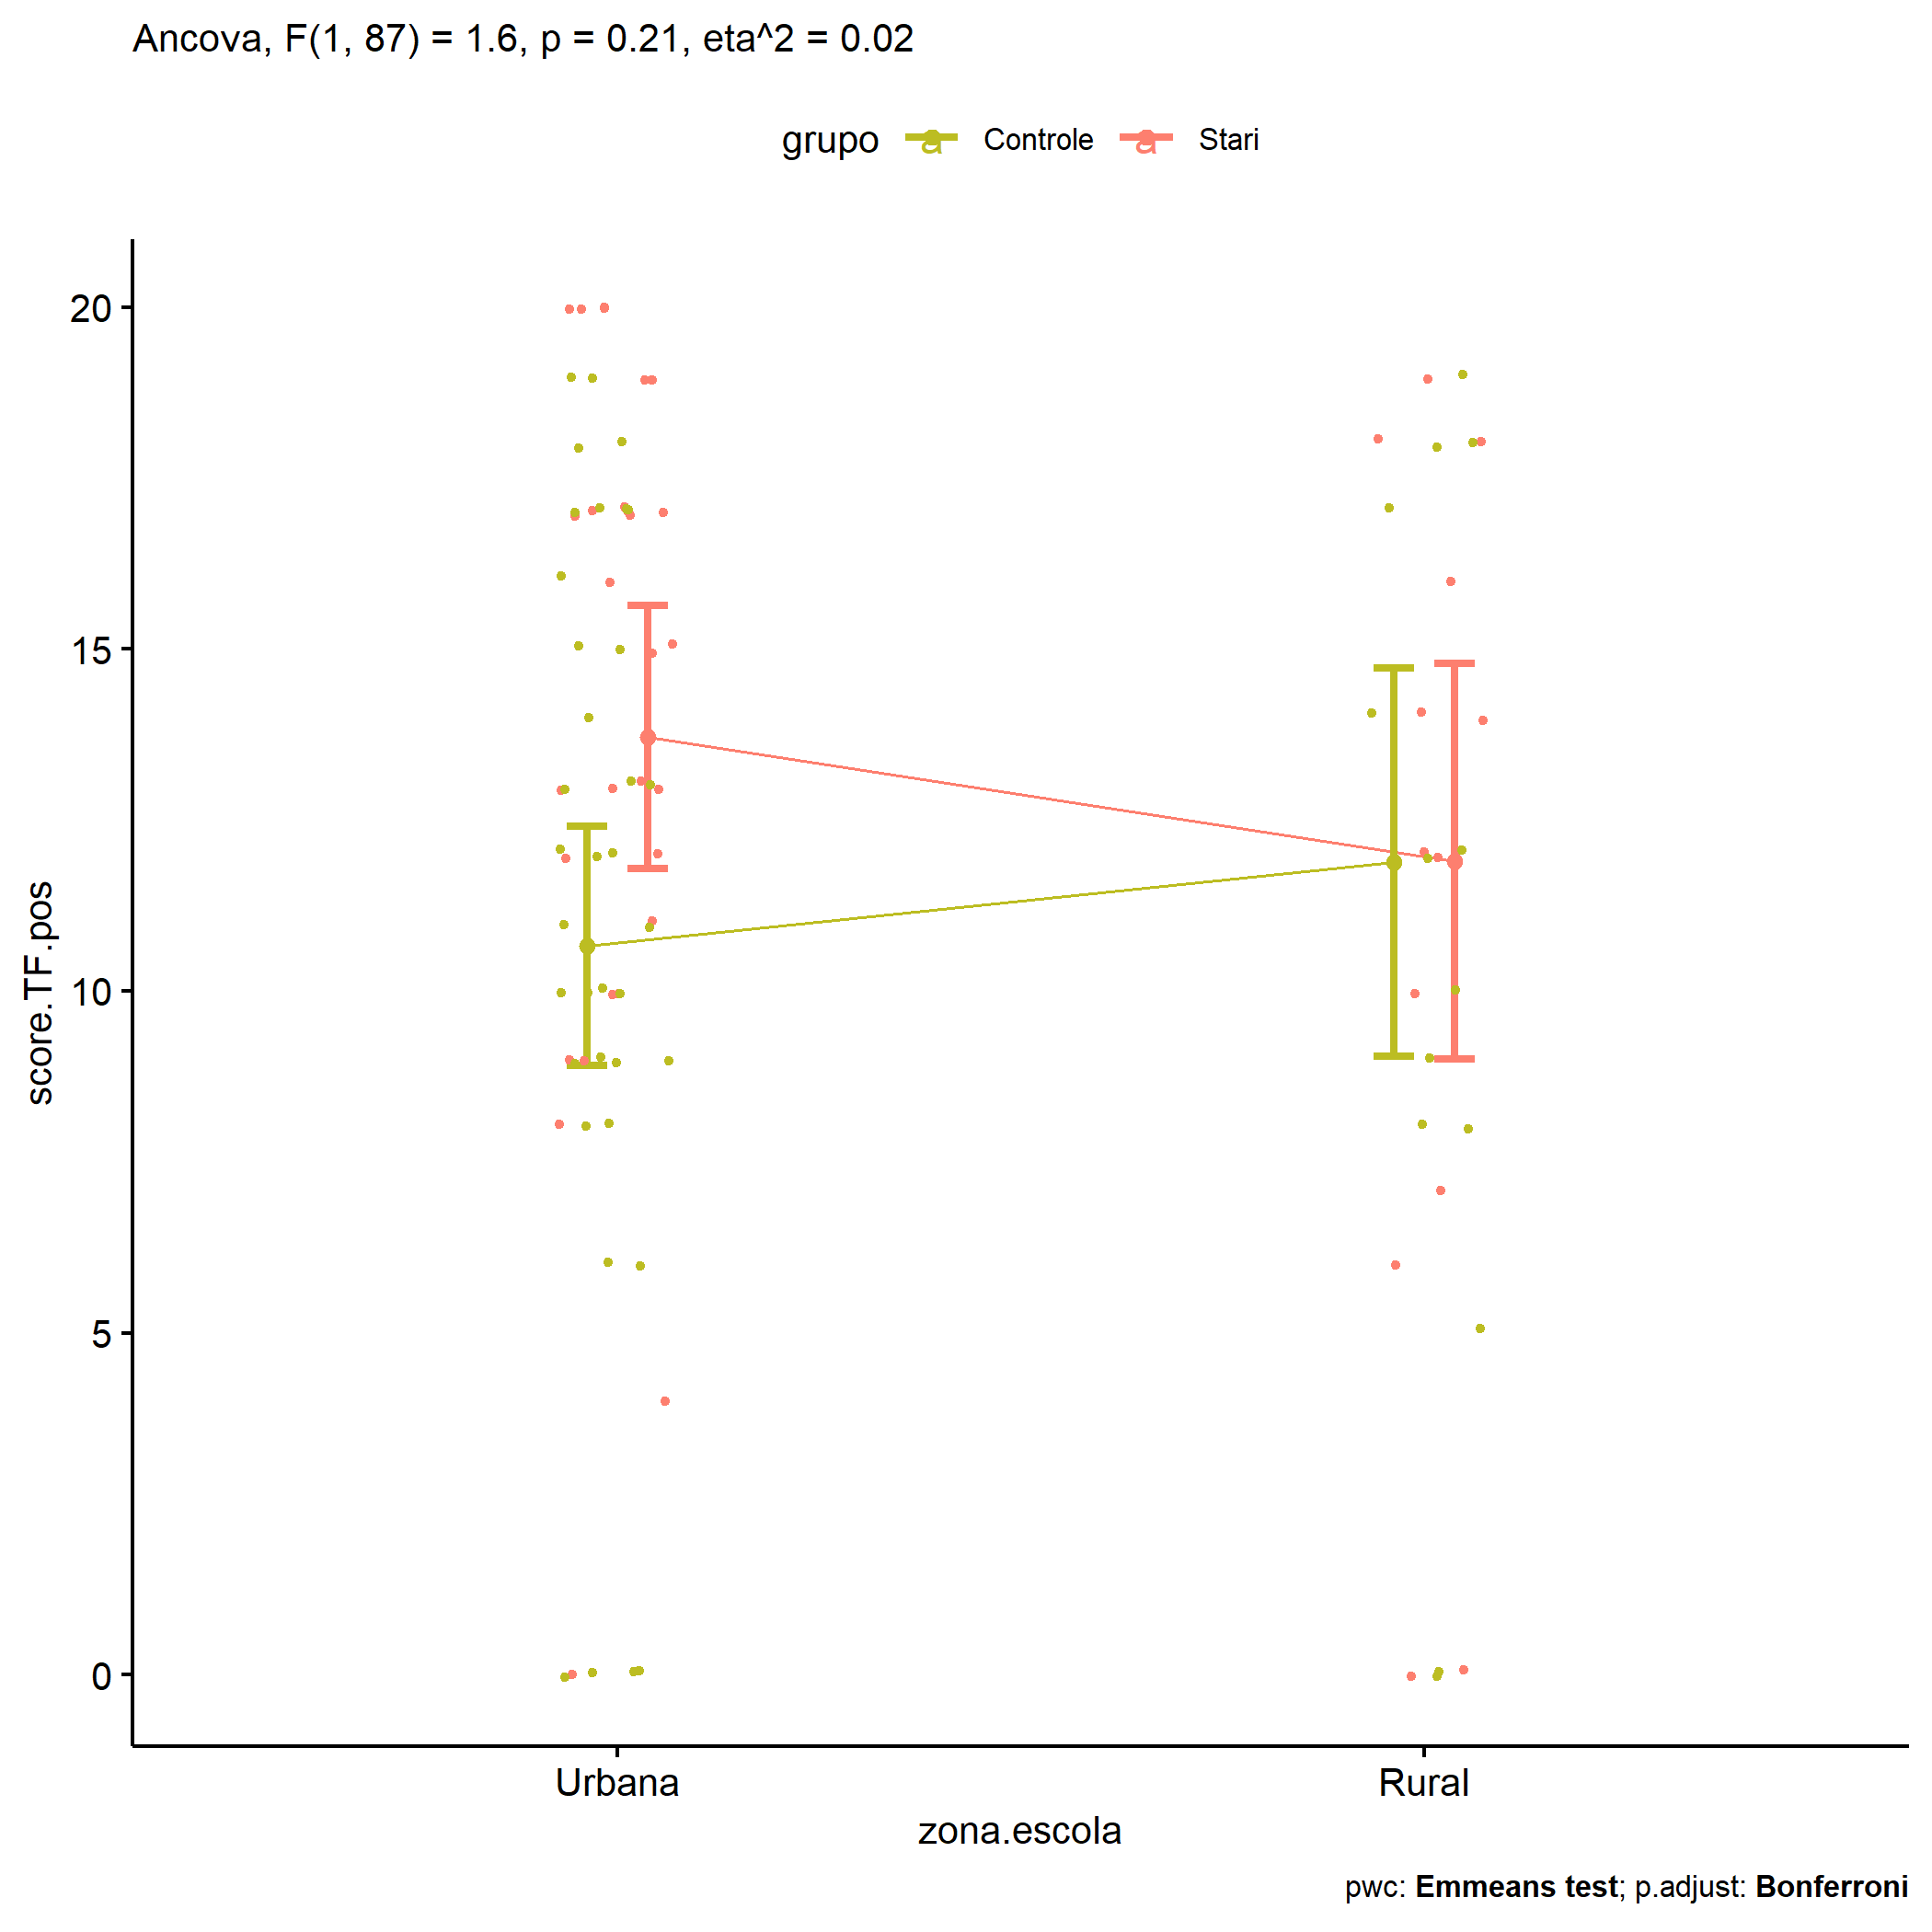 Ancova, F(1, 87) = 1.6, p = 0.21, eta^2 = 0.02
grupo a Controle a Stari
20
15
10
5
0
score.TF.pos
Urbana Rural
zona.escola
pwc: Emmeans test; p.adjust: Bonferroni